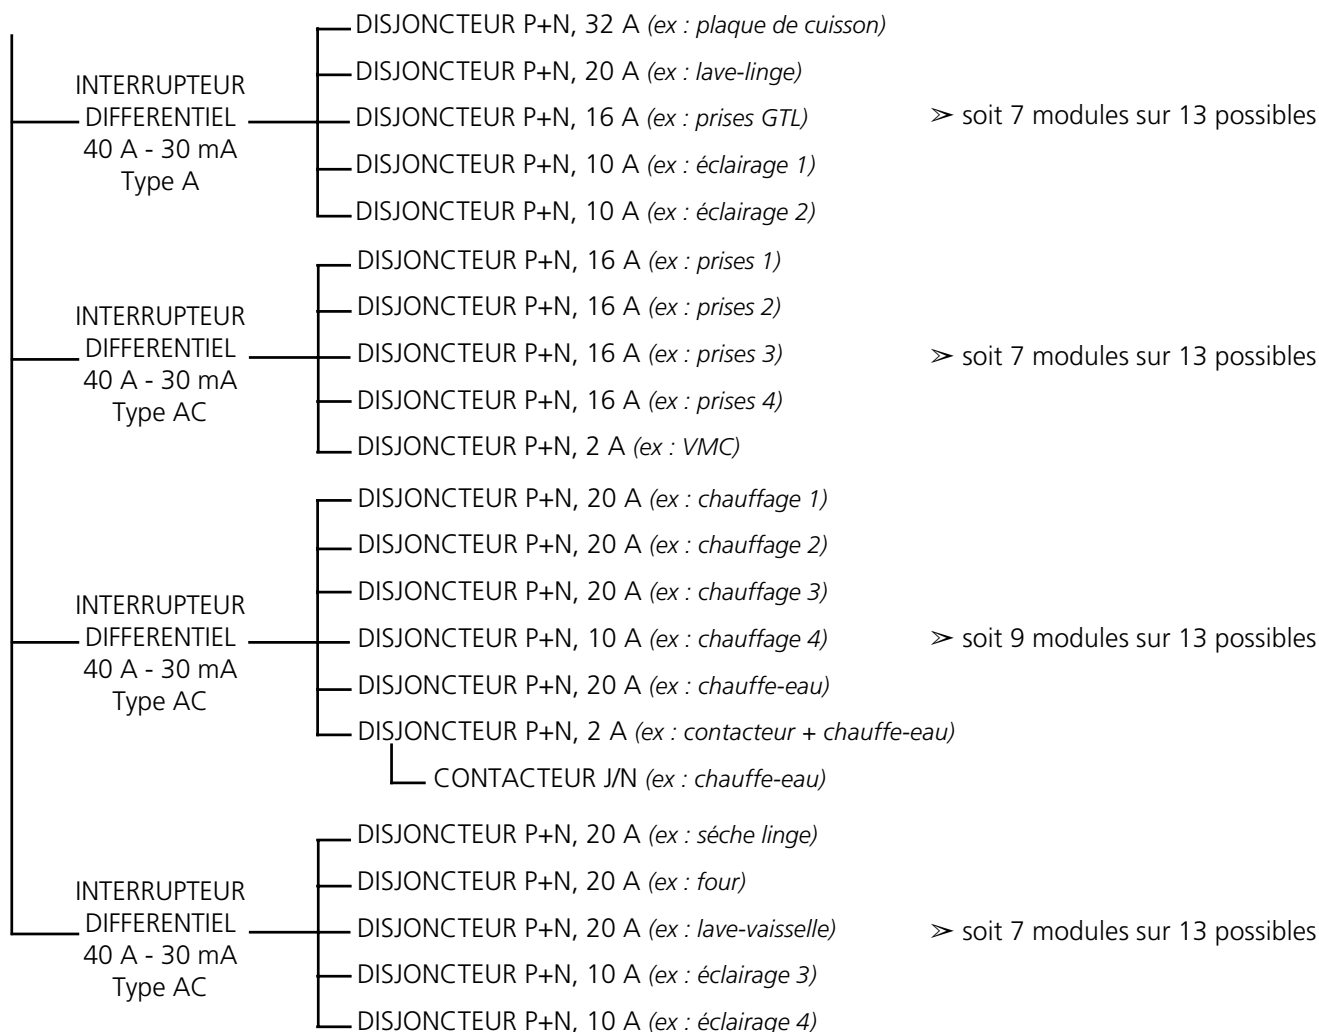 DISJONCTEUR P+N, 32 A (ex : plaque de cuisson)
DISJONCTEUR P+N, 20 A (ex : lave-linge)
INTERRUPTEUR
DIFFERENTIEL
40 A - 30 mA
Type A
DISJONCTEUR P+N, 16 A (ex : prises GTL)
➢ soit 7 modules sur 13 possibles
DISJONCTEUR P+N, 10 A (ex : éclairage 1)
DISJONCTEUR P+N, 10 A (ex : éclairage 2)
DISJONCTEUR P+N, 16 A (ex : prises 1)
DISJONCTEUR P+N, 16 A (ex : prises 2)
INTERRUPTEUR
DIFFERENTIEL
40 A - 30 mA
Type AC
DISJONCTEUR P+N, 16 A (ex : prises 3)
➢ soit 7 modules sur 13 possibles
DISJONCTEUR P+N, 16 A (ex : prises 4)
DISJONCTEUR P+N, 2 A (ex : VMC)
DISJONCTEUR P+N, 20 A (ex : chauffage 1)
DISJONCTEUR P+N, 20 A (ex : chauffage 2)
DISJONCTEUR P+N, 20 A (ex : chauffage 3)
INTERRUPTEUR
DIFFERENTIEL
40 A - 30 mA
Type AC
DISJONCTEUR P+N, 10 A (ex : chauffage 4)
➢ soit 9 modules sur 13 possibles
DISJONCTEUR P+N, 20 A (ex : chauffe-eau)
DISJONCTEUR P+N, 2 A (ex : contacteur + chauffe-eau)
CONTACTEUR J/N (ex : chauffe-eau)
DISJONCTEUR P+N, 20 A (ex : séche linge)
DISJONCTEUR P+N, 20 A (ex : four)
INTERRUPTEUR
DIFFERENTIEL
40 A - 30 mA
Type AC
DISJONCTEUR P+N, 20 A (ex : lave-vaisselle)
➢ soit 7 modules sur 13 possibles
DISJONCTEUR P+N, 10 A (ex : éclairage 3)
DISJONCTEUR P+N, 10 A (ex : éclairage 4)